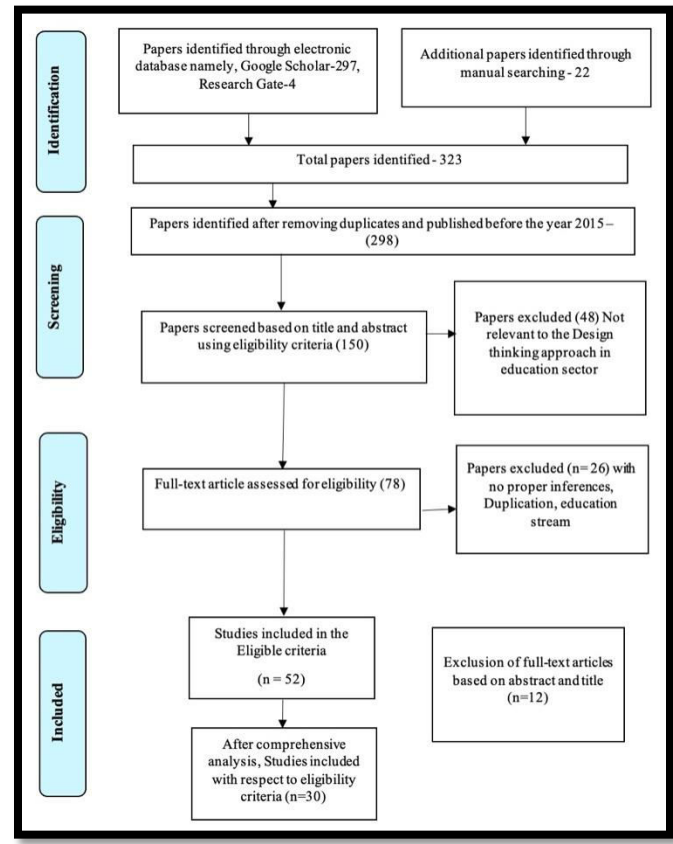 Identification
Papers identified through electronic
database namely, Google Scholar-297,
Research Gate-4
Additional papers identified through
manual searching - 22
Total papers identified - 323
Screening
Papers identified after removing duplicates and published before the year 2015 –
(298)
Papers screened based on title and abstract
using eligibility criteria (150)
Papers excluded (48) Not
relevant to the Design
thinking approach in
education sector
Eligibility
Full-text article assessed for eligibility (78)
Papers excluded (n= 26) with
no proper inferences,
Duplication, education
stream
Included
Studies included in the
Eligible criteria
(n = 52)
Exclusion of full-text articles
based on abstract and title
(n=12)
After comprehensive
analysis, Studies included
with respect to eligibility
criteria (n=30)